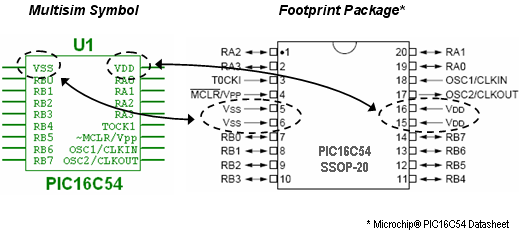 Multisim Symbol
Footprint Package*
U1
VSS VDD
RB0 RA0
RB1 RA1
RB2 RA2
RB3 RA3
RB4 TOCK1
RB5 ~MCLR/Vpp
RB6 OSC1/CLKIN
RB7 OSC2/CLKOUT
PIC16C54
RA2 1 20 RA1
RA3 2 19 RA0
T0CKI 3 18 OSC1/CLKIN
MCLR/VPP 4 17 OSC2/CLKOUT
VSS 5 16 VDD
VSS 6 15 VDD
RB0 7 14 RB7
RB1 8 13 RB6
RB2 9 12 RB5
RB3 10 11 RB4
PIC16C54
SSOP-20
* Microchip® PIC16C54 Datasheet